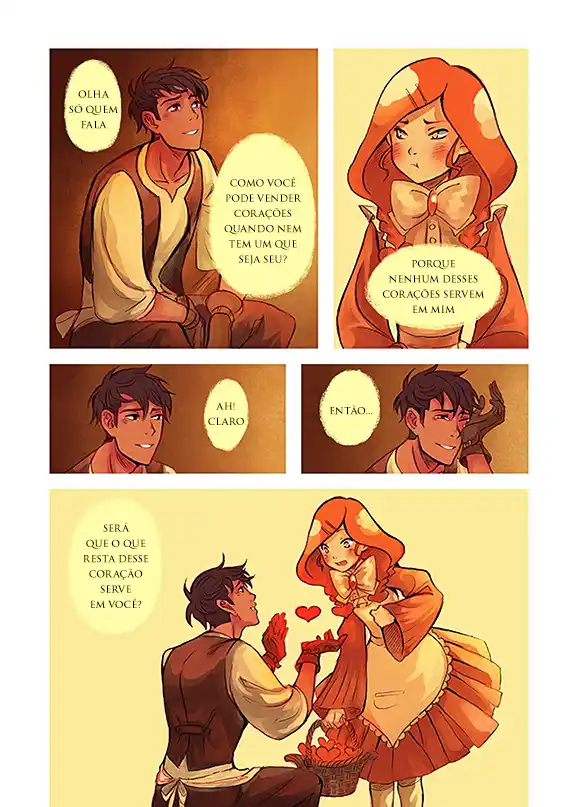 OLHA
SÓ QUEM
FALA
COMO VOCÊ
PODE VENDER
CORAÇÕES
QUANDO NEM
TEM UM QUE
SEJA SEU?
PORQUE
NENHUM DESSES
CORAÇÕES SERVEM
EM MIM
AH!
CLARO
ENTÃO...
SERÁ
QUE O QUE
RESTA DESSE
CORAÇÃO
SERVE
EM VOCÊ?